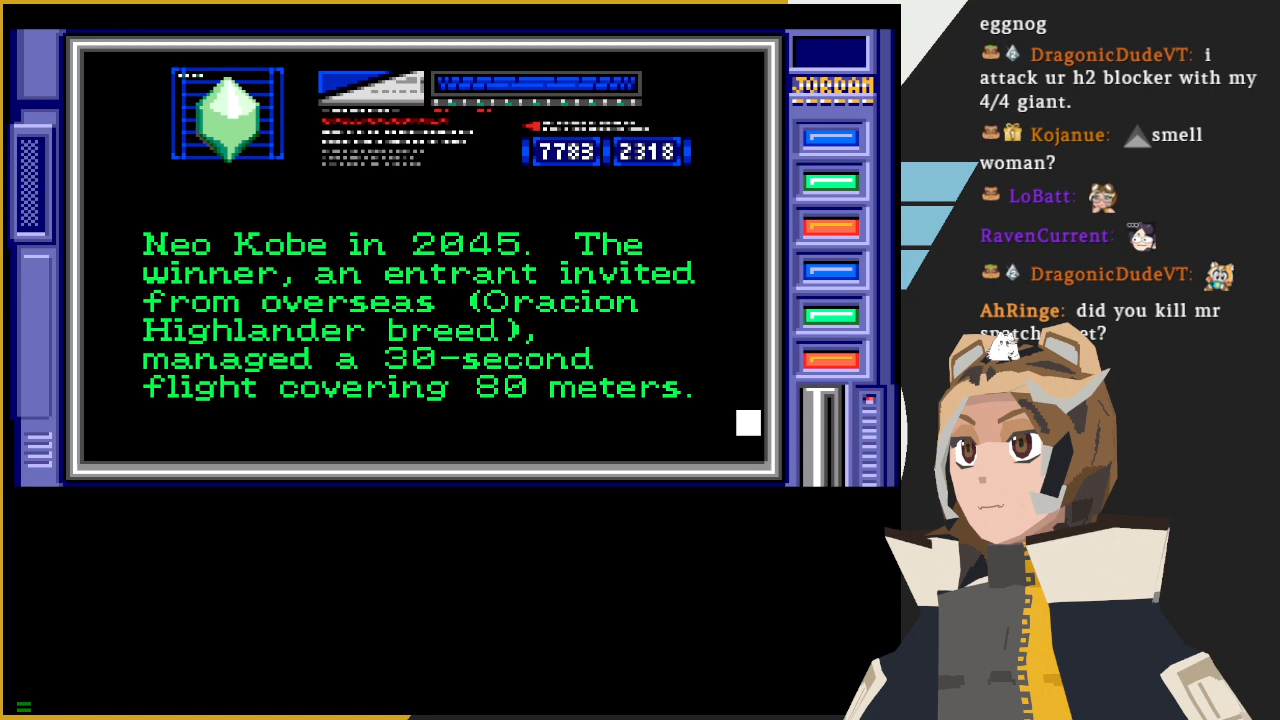 JORDAN
7783 2318
Neo Kobe in 2045. The
winner, an entrant invited
from overseas (Oracion
Highlander breed),
managed a 30-second
flight covering 80 meters.
eggnog
DragonicDudeVT: i
attack ur h2 blocker with my
4/4 giant.
Kojanue: smell
woman?
LoBatt:
RavenCurrent:
DragonicDudeVT:
AhRinge: did you kill mr